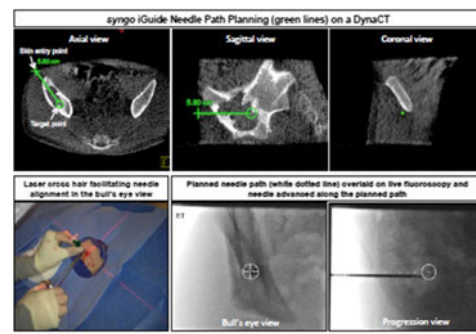 syngo iGuide Needle Path Planning (green lines) on a DynaCT
Axial view
Sagittal view
Coronal view
Skin entry point
5.80 cm
Target point
5.80 cm
Laser cross hair facilitating needle
alignment in the bull's eye view
Planned needle path (white dotted line) overlaid on live fluoroscopy and
needle advanced along the planned path
Bull's eye view
Progression view